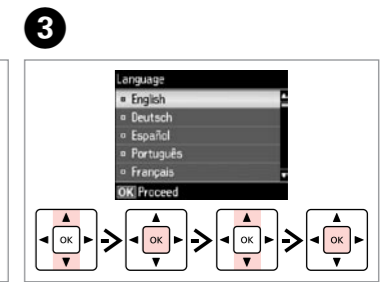 3
Language
English
Deutsch
Español
Português
Français
OK Proceed
OK
OK
OK
OK